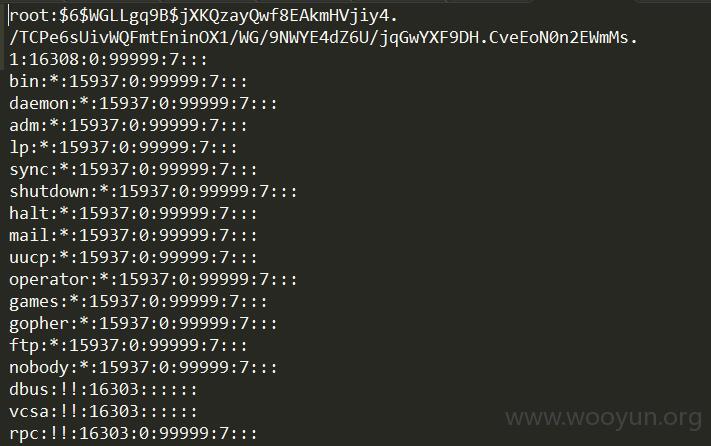 root:$6$WGLLgq9B$jXKQzayQwf8EAkmHVjiy4.
/TCPe6sUivWQFmtEninOX1/WG/9NWYE4dZ6U/jqGwYXF9DH.CveEoN0n2EWmMs.
1:16308:0:99999:7:::
bin:*:15937:0:99999:7:::
daemon:*:15937:0:99999:7:::
adm:*:15937:0:99999:7:::
lp:*:15937:0:99999:7:::
sync:*:15937:0:99999:7:::
shutdown:*:15937:0:99999:7:::
halt:*:15937:0:99999:7:::
mail:*:15937:0:99999:7:::
uucp:*:15937:0:99999:7:::
operator:*:15937:0:99999:7:::
games:*:15937:0:99999:7:::
gopher:*:15937:0:99999:7:::
ftp:*:15937:0:99999:7:::
nobody:*:15937:0:99999:7:::
dbus:!!:16303::::::
vcsa:!!:16303::::::
rpc:!!:16303:0:99999:7:::
www.wooyun.org